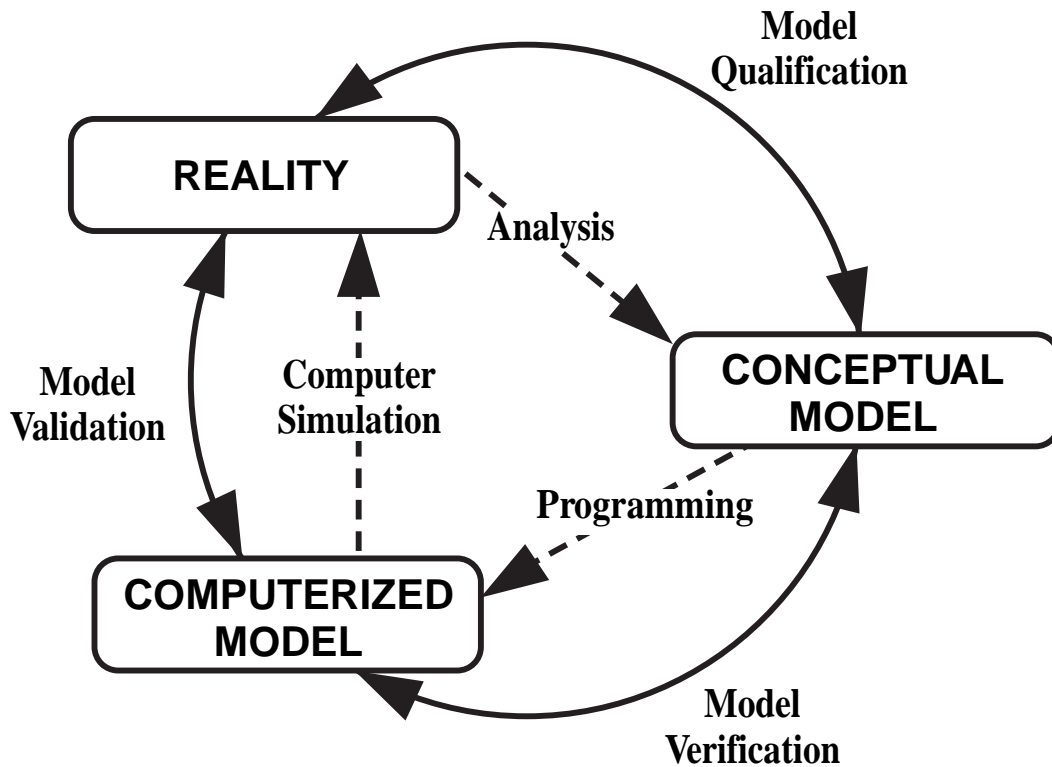 Model
Qualification
REALITY
Analysis
Model
Validation
Computer
Simulation
CONCEPTUAL
MODEL
Programming
COMPUTERIZED
MODEL
Model
Verification